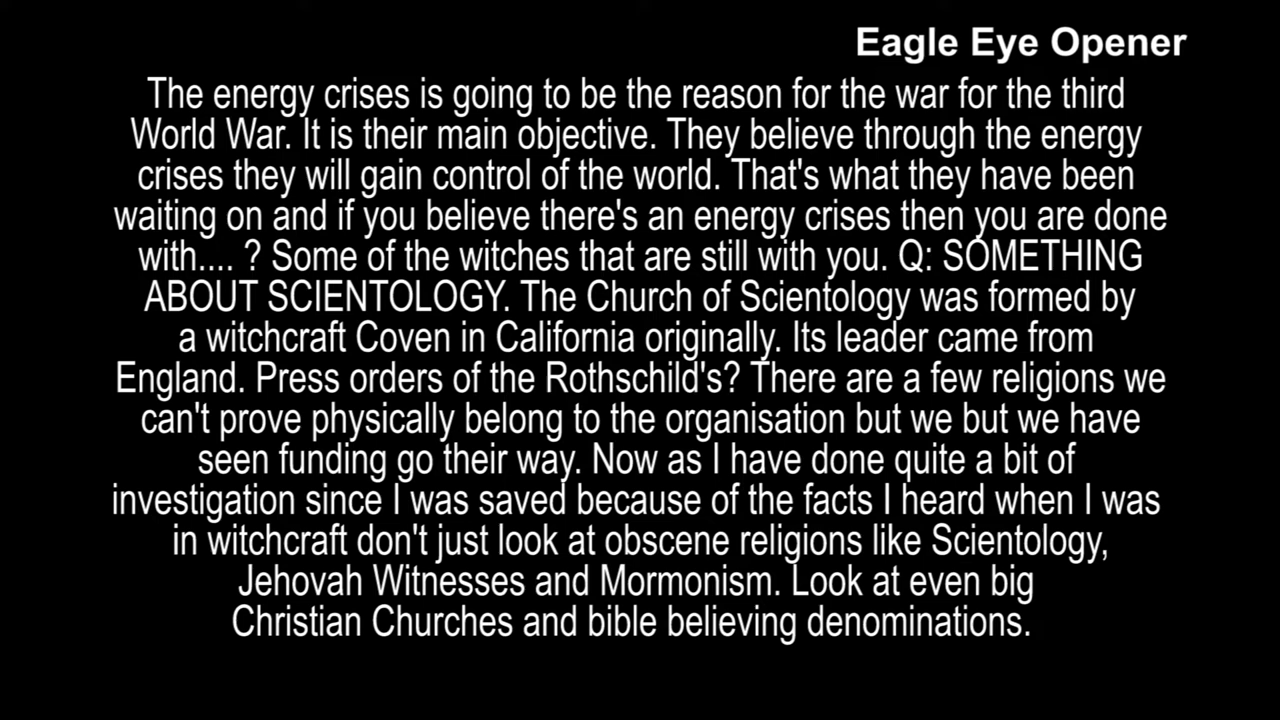 Eagle Eye Opener
The energy crises is going to be the reason for the war for the third
World War. It is their main objective. They believe through the energy
crises they will gain control of the world. That's what they have been
waiting on and if you believe there's an energy crises then you are done
with.... ? Some of the witches that are still with you. Q: SOMETHING
ABOUT SCIENTOLOGY. The Church of Scientology was formed by
a witchcraft Coven in California originally. Its leader came from
England. Press orders of the Rothschild's? There are a few religions we
can't prove physically belong to the organisation but we but we have
seen funding go their way. Now as I have done quite a bit of
investigation since I was saved because of the facts I heard when I was
in witchcraft don't just look at obscene religions like Scientology,
Jehovah Witnesses and Mormonism. Look at even big
Christian Churches and bible believing denominations.